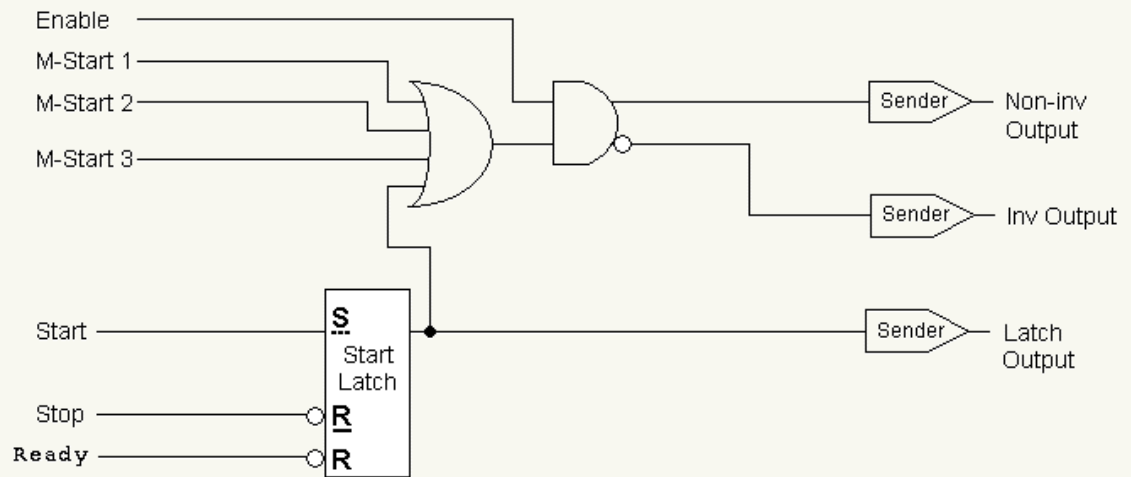 Enable
M-Start 1
M-Start 2
M-Start 3
Sender
Non-inv
Output
Sender
Inv Output
Start
S
Start
Latch
Sender
Latch
Output
Stop
R
Ready
R